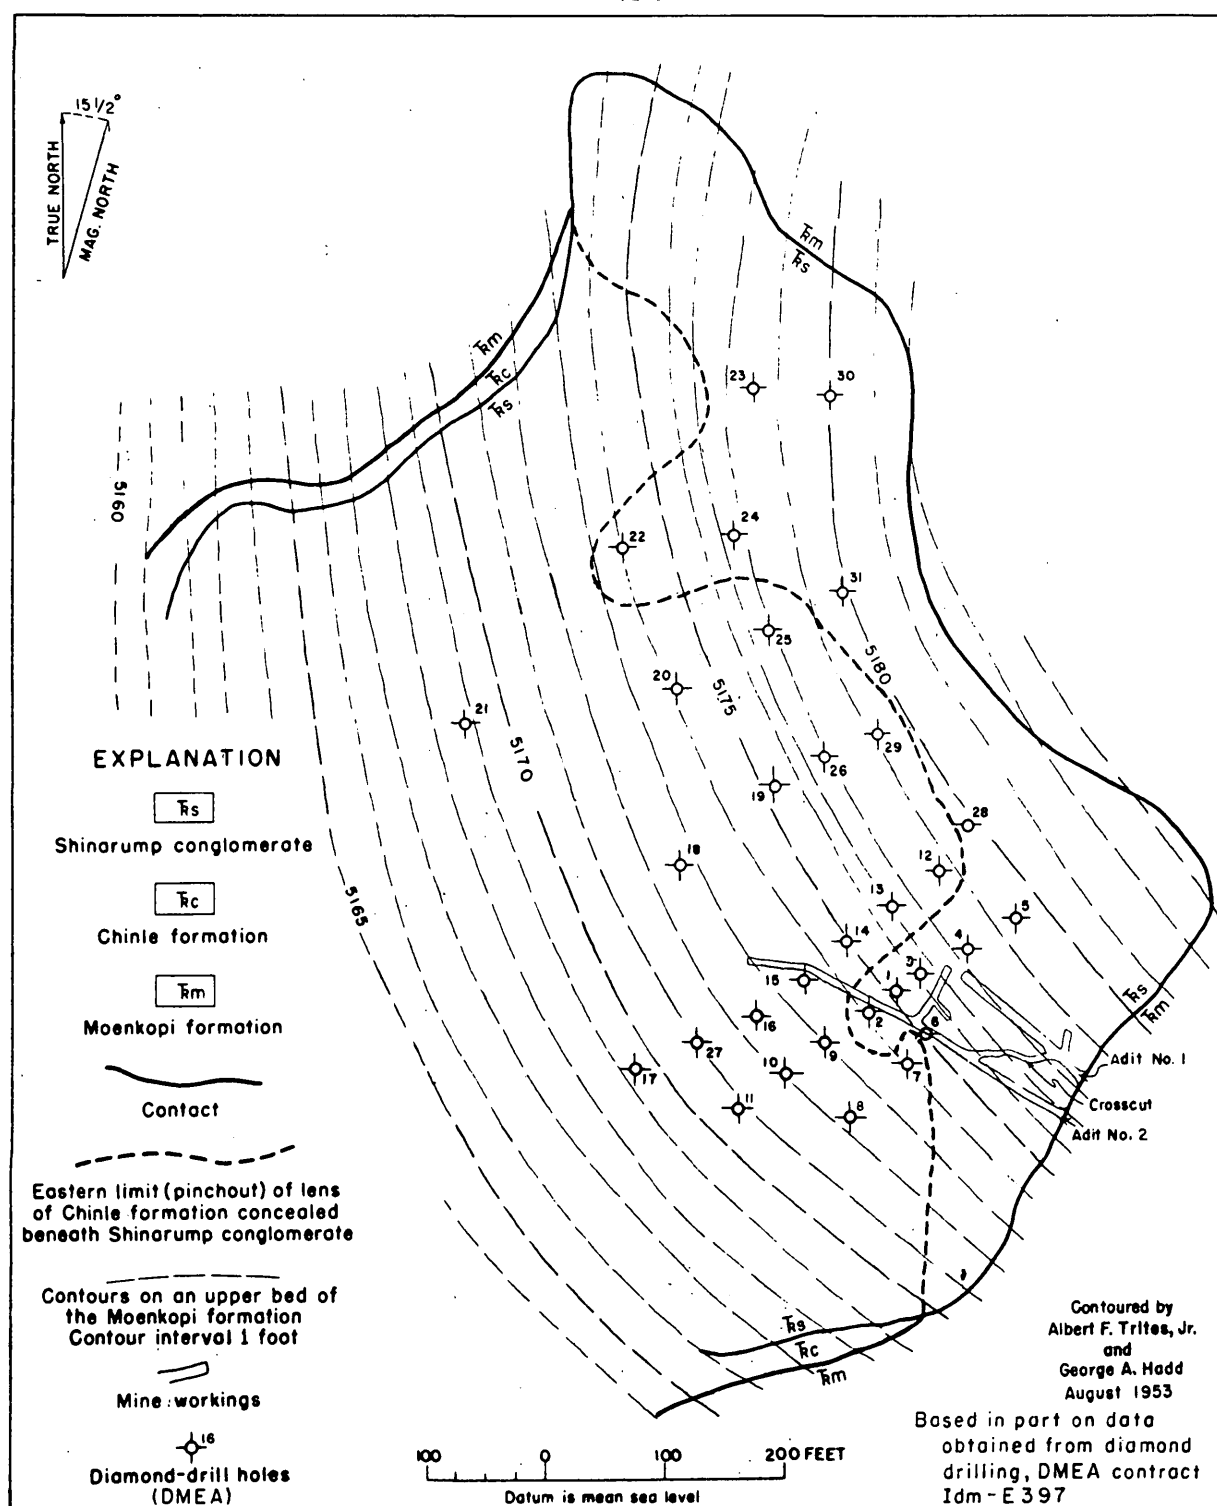 15 1/2°
TRUE NORTH
MAG. NORTH
Ꞧm
Ꞧs
Ꞧm
Ꞧc
Ꞧs
23
30
5160
22
24
31
25
5180
20
5175
21
29
5170
26
19
28
18
12
5165
13
5
14
4
3
1
15
2
16
6
27
9
7
17
10
11
8
Ꞧs
Ꞧm
Adit No. 1
Crosscut
Adit No. 2
EXPLANATION
Ꞧs
Shinarump conglomerate
Ꞧc
Chinle formation
Ꞧm
Moenkopi formation
Contact
Eastern limit (pinchout) of lens
of Chinle formation concealed
beneath Shinarump conglomerate
Contours on an upper bed of
the Moenkopi formation
Contour interval 1 foot
Mine workings
16
Diamond-drill holes
(DMEA)
Ꞧs
Ꞧc
Ꞧm
100 0 200 FEET
Datum is mean sea level
Contoured by
Albert F. Trites, Jr.
and
George A. Hadd
August 1953
Based in part on data
obtained from diamond
drilling, DMEA contract
Idm-E397